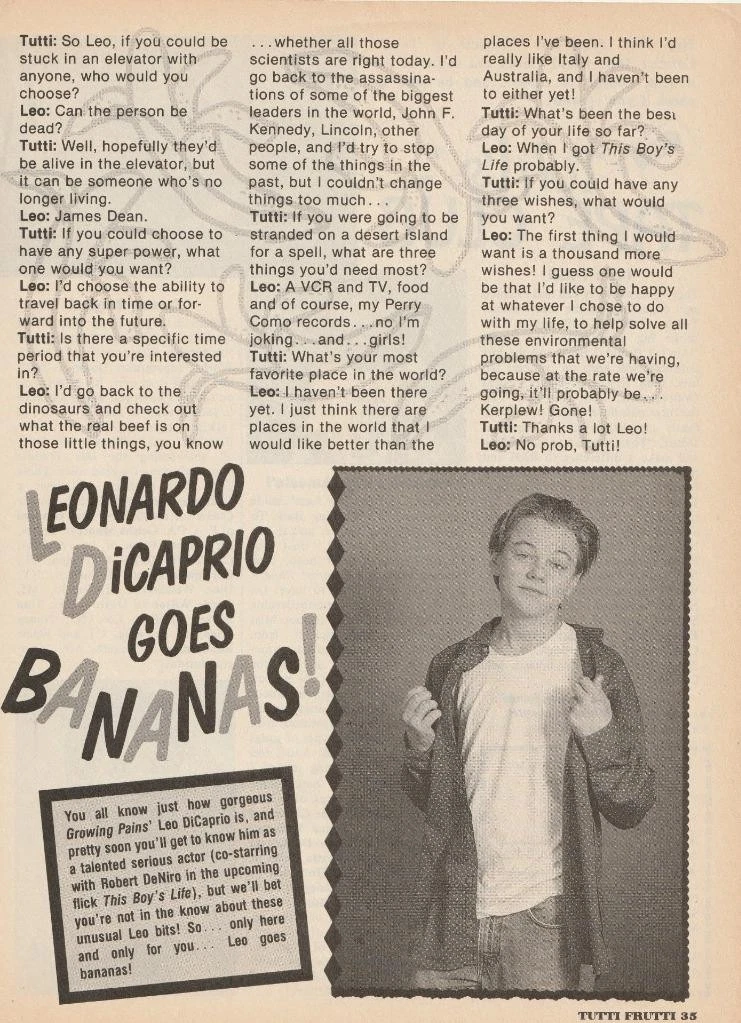 Tutti: So Leo, if you could be
stuck in an elevator with
anyone, who would you
choose?
Leo: Can the person be
dead?
Tutti: Well, hopefully they'd
be alive in the elevator, but
it can be someone who's no
longer living.
Leo: James Dean.
Tutti: If you could choose to
have any super power, what
one would you want?
Leo: I'd choose the ability to
travel back in time or for-
ward into the future.
Tutti: Is there a specific time
period that you're interested
in?
Leo: I'd go back to the
dinosaurs and check out
what the real beef is on
those little things, you know
...whether all those
scientists are right today. I'd
go back to the assassina-
tions of some of the biggest
leaders in the world, John F.
Kennedy, Lincoln, other
people, and I'd try to stop
some of the things in the
past, but I couldn't change
things too much...
Tutti: If you were going to be
stranded on a desert island
for a spell, what are three
things you'd need most?
Leo: A VCR and TV, food
and of course, my Perry
Como records...no I'm
joking...and...girls!
Tutti: What's your most
favorite place in the world?
Leo: I haven't been there
yet. I just think there are
places in the world that I
would like better than the
places I've been. I think I'd
really like Italy and
Australia, and I haven't been
to either yet!
Tutti: What's been the best
day of your life so far?
Leo: When I got This Boy's
Life probably.
Tutti: If you could have any
three wishes, what would
you want?
Leo: The first thing I would
want is a thousand more
wishes! I guess one would
be that I'd like to be happy
at whatever I chose to do
with my life, to help solve all
these environmental
problems that we're having,
because at the rate we're
going, it'll probably be...
Kerplew! Gone!
Tutti: Thanks a lot Leo!
Leo: No prob, Tutti!
LEONARDO
DiCAPRIO
GOES
BANANAS!
You all know just how gorgeous
Growing Pains' Leo DiCaprio is, and
pretty soon you'll get to know him as
a talented serious actor (co-starring
with Robert DeNiro in the upcoming
flick This Boy's Life), but we'll bet
you're not in the know about these
unusual Leo bits! So... only here
and only for you... Leo goes
bananas!
TUTTI FRUTTI 35